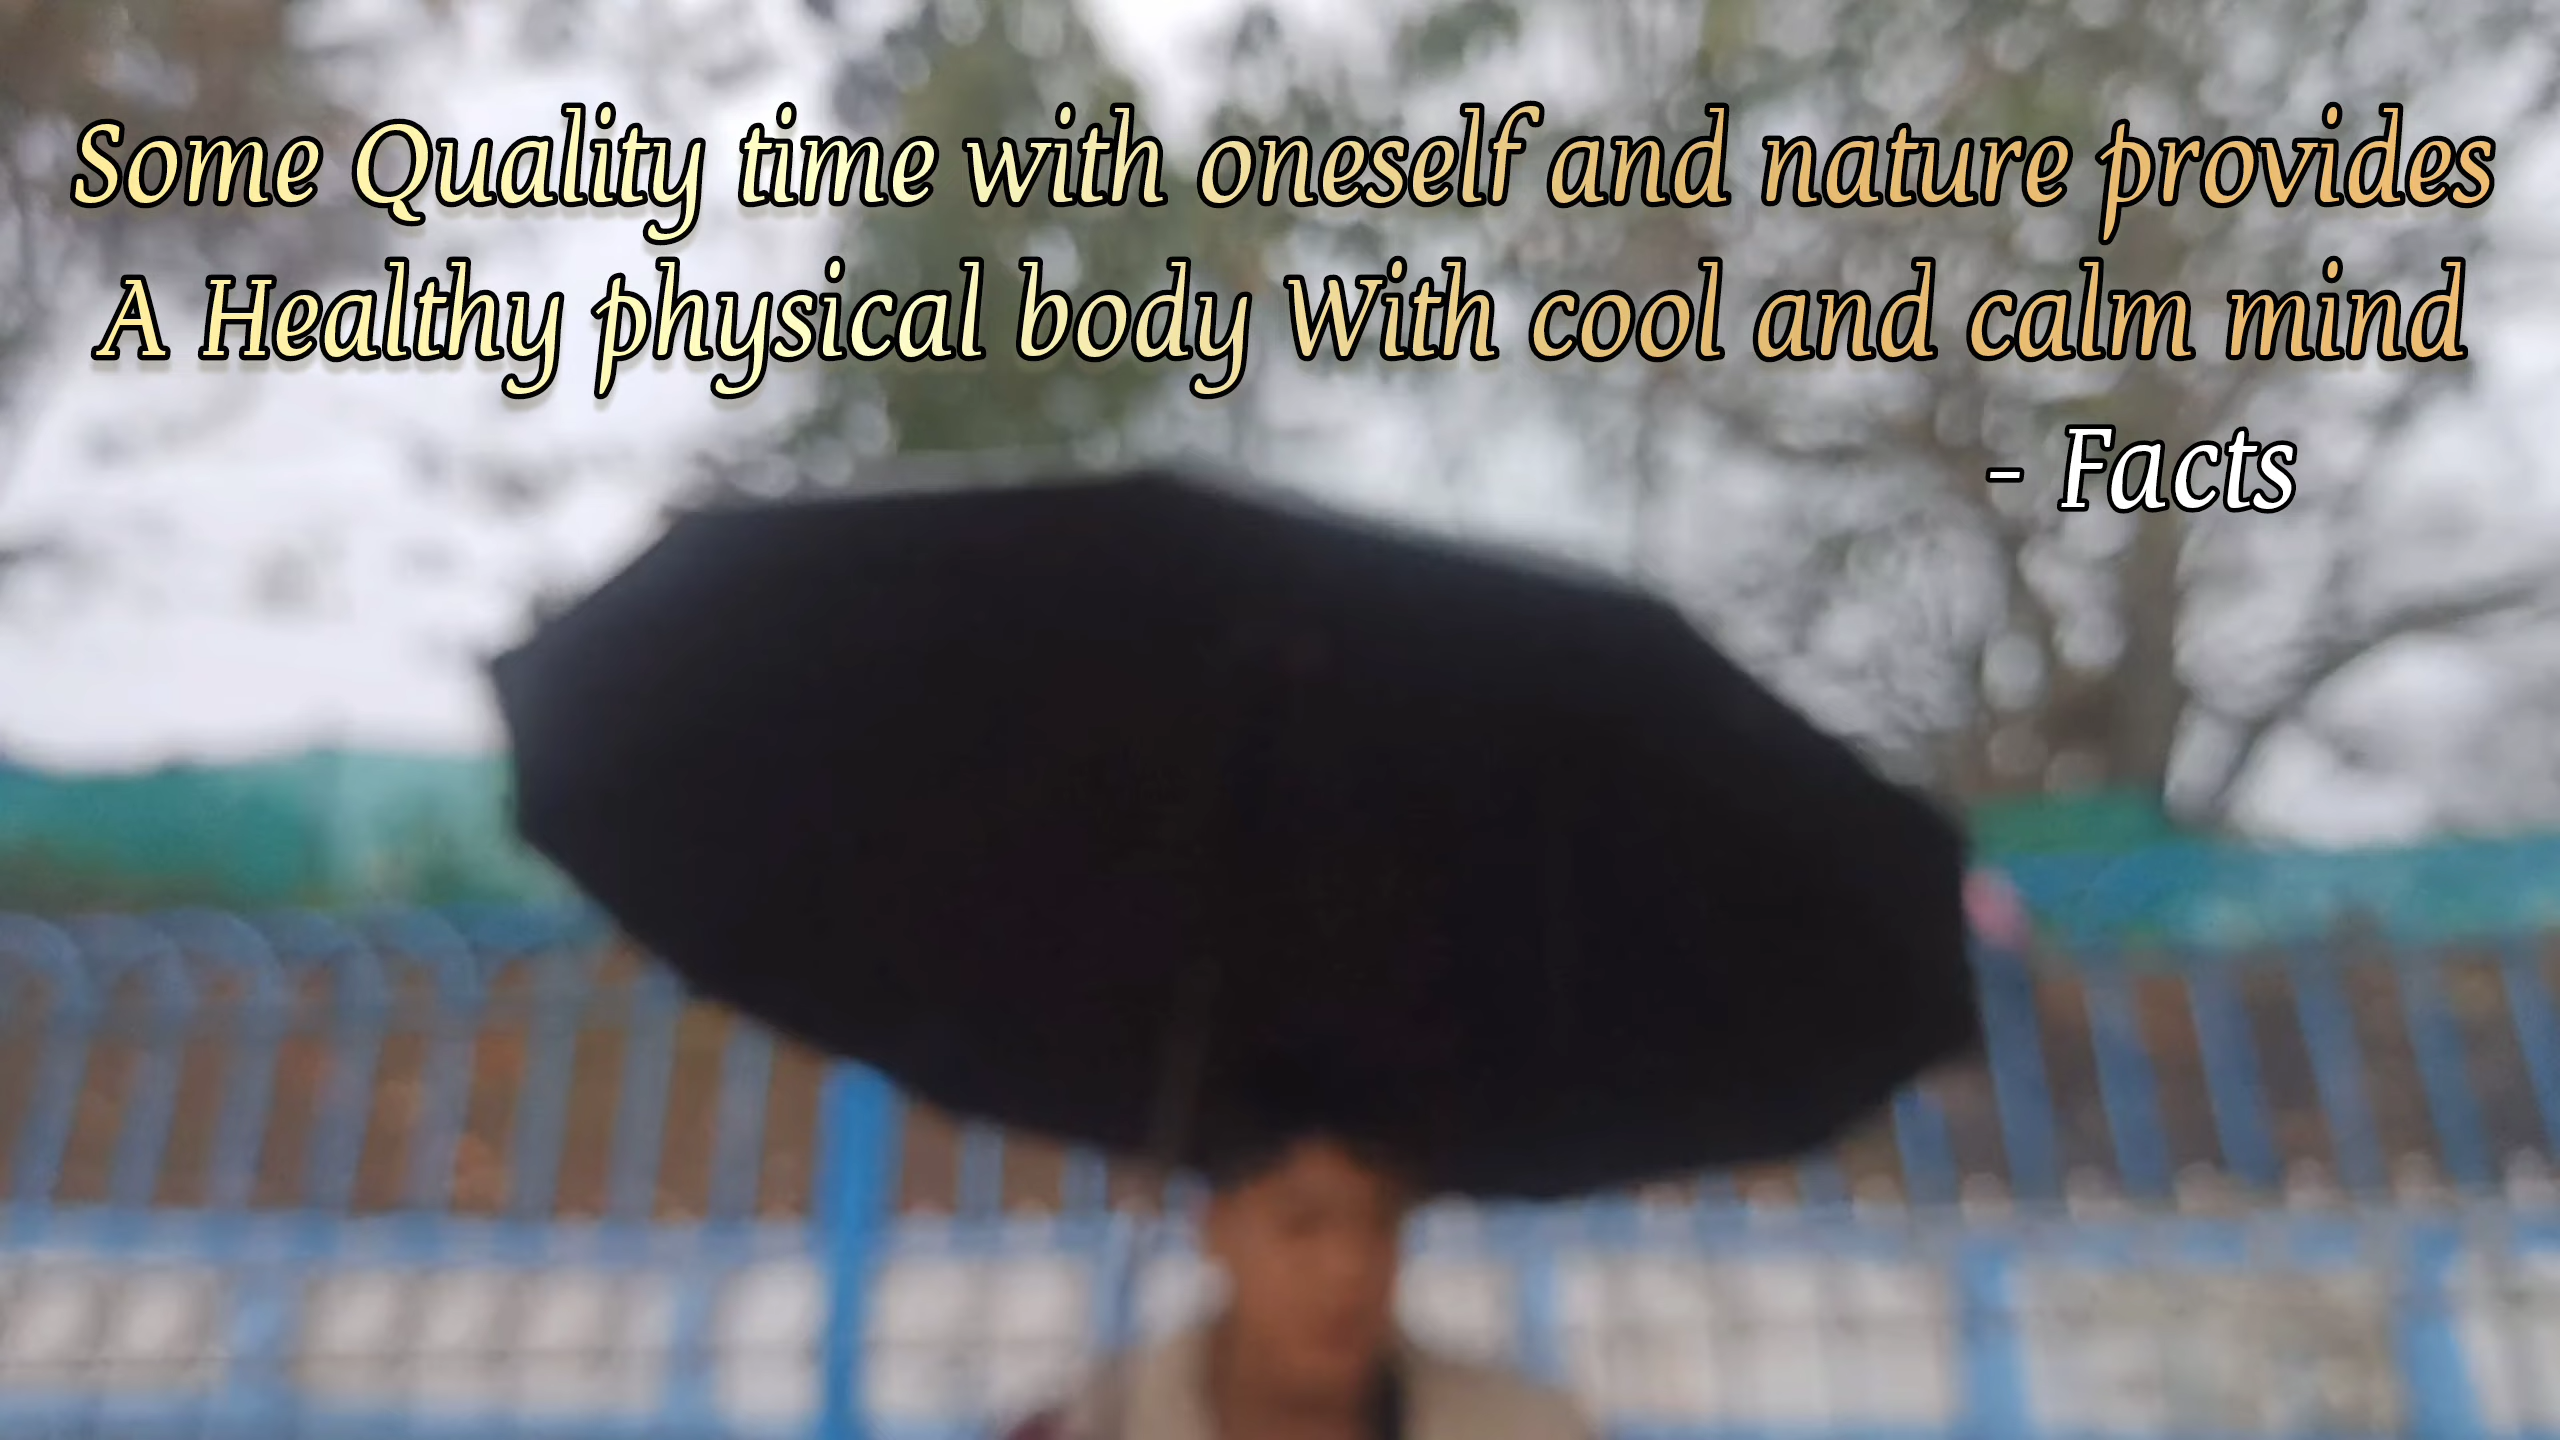 Some Quality time with oneself and nature provides
A Healthy physical body With cool and calm mind
- Facts